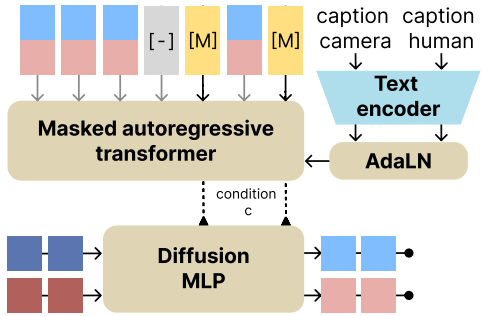 [-] [M] [M]
caption caption
camera human
Text
encoder
Masked autoregressive
transformer
AdaLN
condition
c
Diffusion
MLP